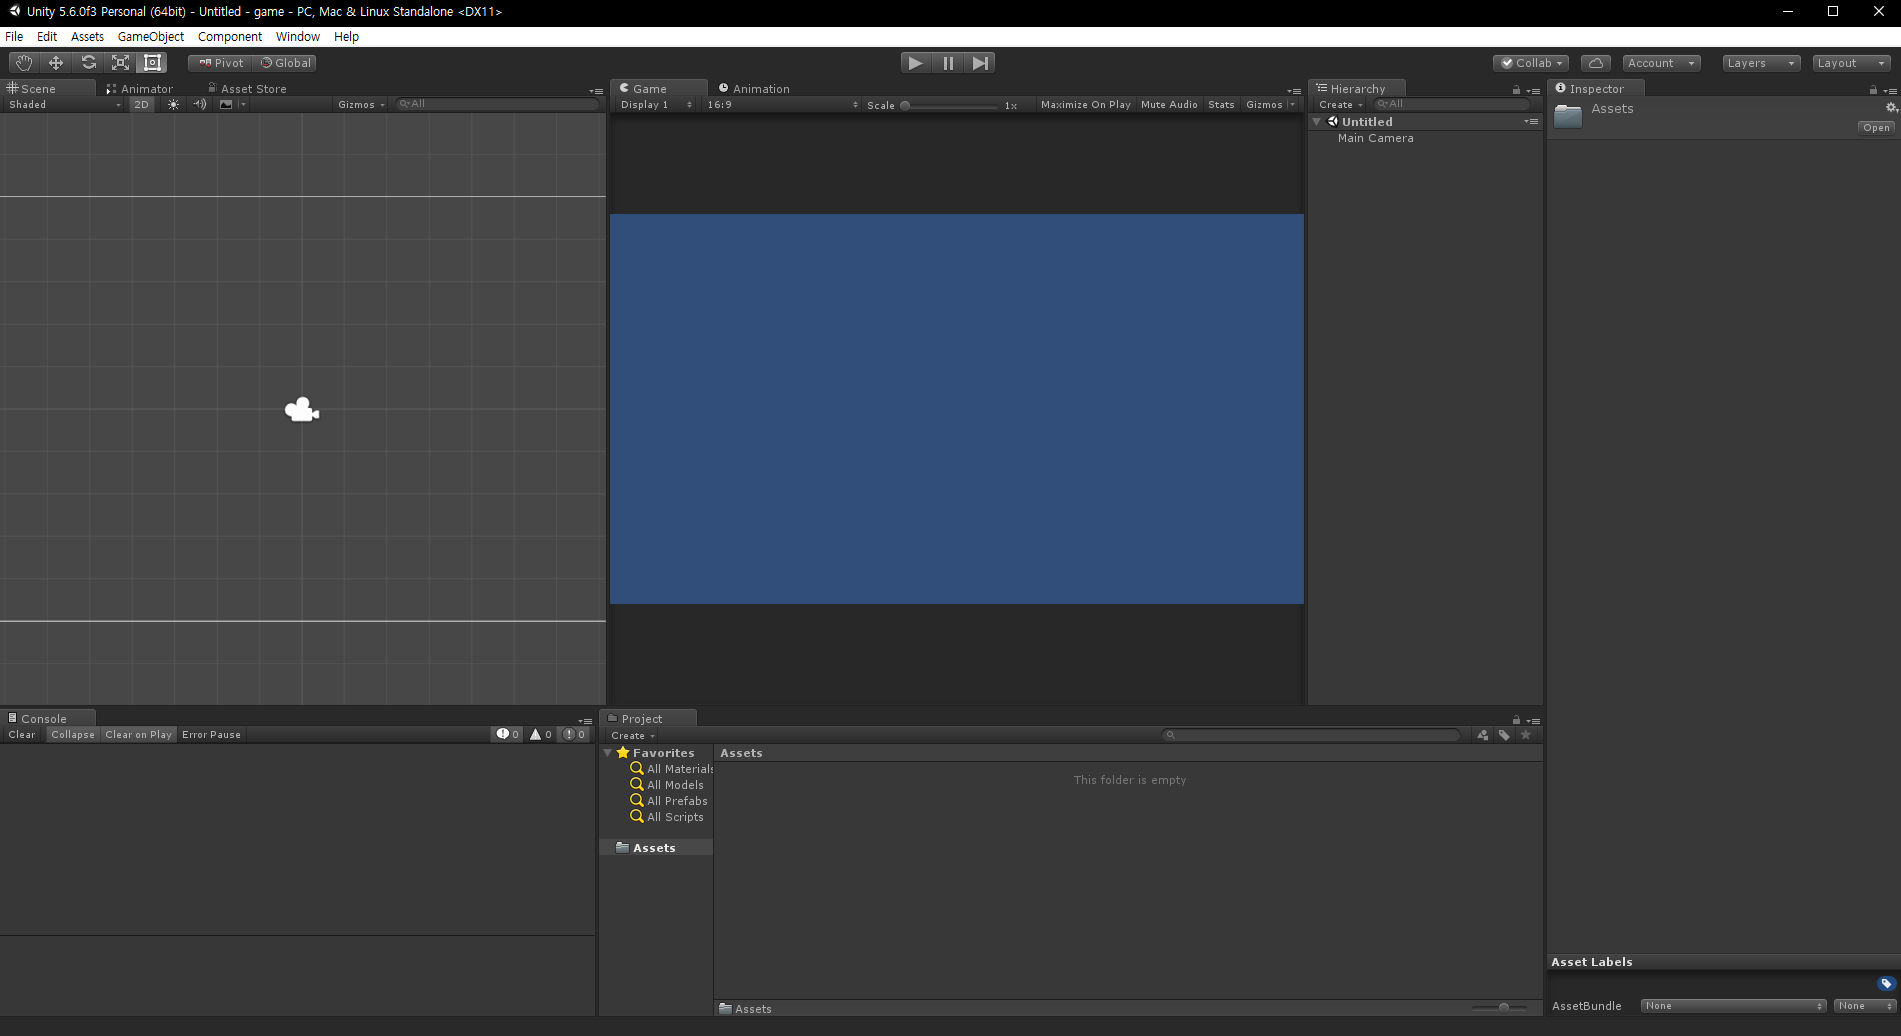 Unity 5.6.0f3 Personal (64bit) - Untitled - game - PC, Mac & Linux Standalone <DX11>
File Edit Assets GameObject Component Window Help
Pivot Global Collab Account Layers Layout
Scene Animator Asset Store
Shaded 2D Gizmos All
Game Animation
Display 1 16:9 Scale 1x Maximize On Play Mute Audio Stats Gizmos
Hierarchy
Create All
Untitled
Main Camera
Inspector
Assets
Open
Console
Clear Collapse Clear on Play Error Pause 0 0 0
Project
Create
Favorites
All Materials
All Models
All Prefabs
All Scripts
Assets
Assets
This folder is empty
Assets
Asset Labels
AssetBundle None None